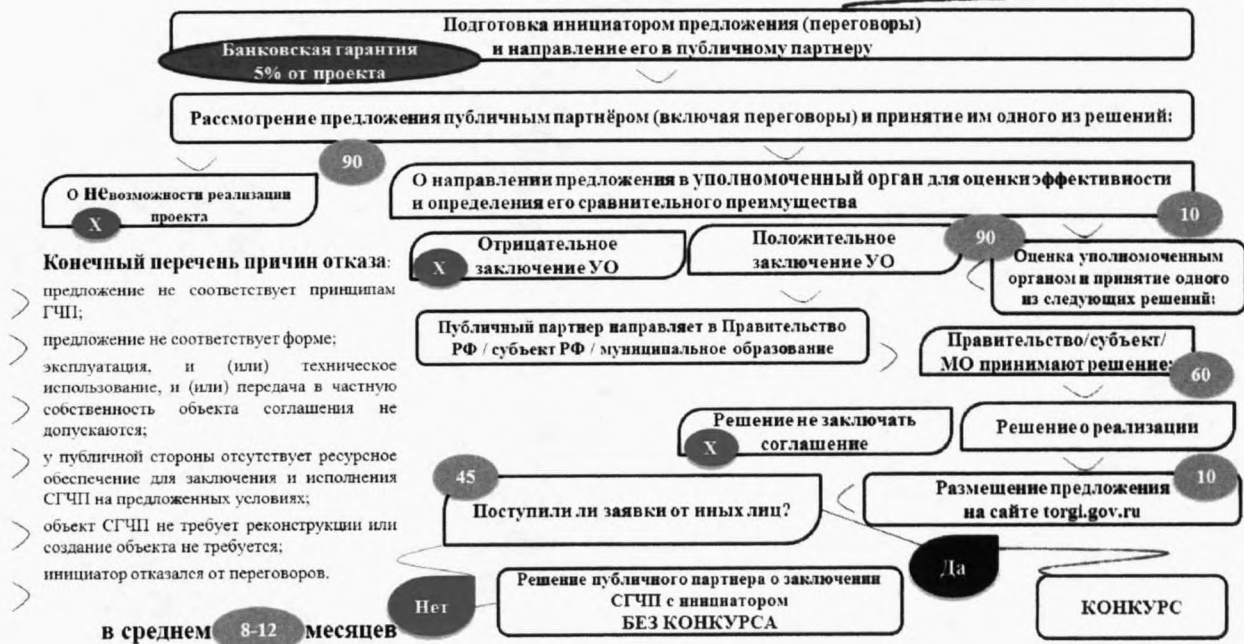 Подготовка инициатором предложения (переговоры)
и направление его в публичному партнеру
Банковская гарантия
5% от проекта
Рассмотрение предложения публичным партнёром (включая переговоры) и принятие им одного из решений:
90
О невозможности реализации
проекта
X
О направлении предложения в уполномоченный орган для оценки эффективности
и определения его сравнительного преимущества
10
Отрицательное
заключение УО
X
Положительное
заключение УО
90
Оценка уполномоченным
органом и принятие одного
из следующих решений:
Конечный перечень причин отказа:
предложение не соответствует принципам
ГЧП;
предложение не соответствует форме;
эксплуатация, и (или) техническое
использование, и (или) передача в частную
собственность объекта соглашения не
допускаются;
у публичной стороны отсутствует ресурсное
обеспечение для заключения и исполнения
СГЧП на предложенных условиях;
объект СГЧП не требует реконструкции или
создание объекта не требуется;
инициатор отказался от переговоров.
в среднем 8-12 месяцев
Публичный партнер направляет в Правительство
РФ / субъект РФ / муниципальное образование
Правительство/субъект/
МО принимают решение:
60
Решение не заключать
соглашение
X
Решение о реализации
45
Поступили ли заявки от иных лиц?
Размещение предложения
на сайте torgi.gov.ru
10
Нет
Решение публичного партнера о заключении
СГЧП с инициатором
БЕЗ КОНКУРСА
Да
КОНКУРС